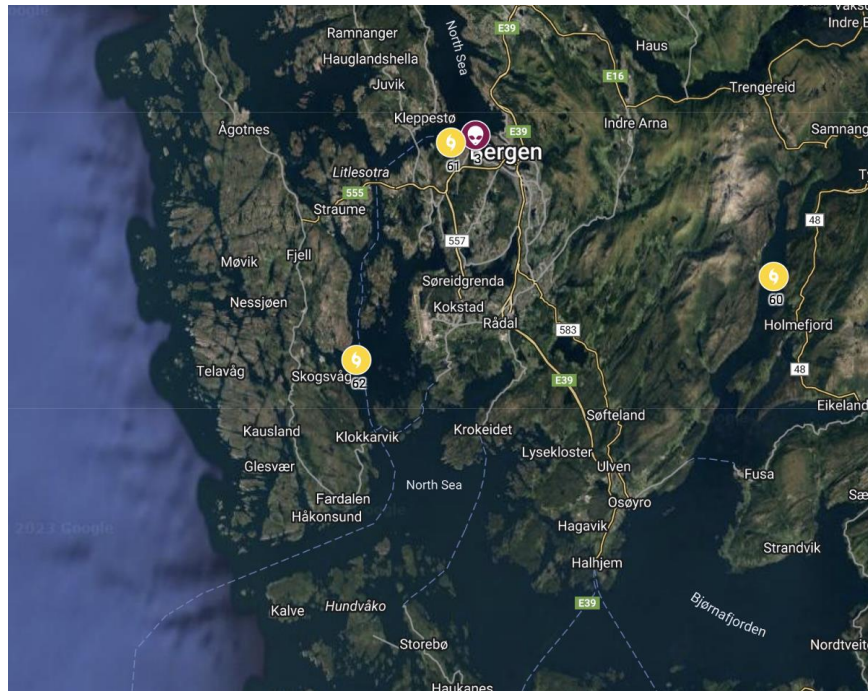 Ramnanger
North Sea
E39
Haus
Indre E
Hauglandshella
E16
Juvik
Trengereid
Kleppestø
Ågotnes
E39
Indre Arna
Samnang
Bergen
61
3
Litlesotra
555
Straume
48
557
Fjell
Møvik
Søreidgrenda
Nessjøen
Kokstad
60
Rådal
583
Holmefjord
Telavåg
Skogsvåg
62
E39
48
Eikeland
Kausland
Krokeidet
Søfteland
Klokkarvik
Glesvær
Lysekloster
Ulven
Fusa
North Sea
Fardalen
Osøyro
Håkonsund
2023 Google
Hagavik
Strandvik
Halhjem
Kalve
Hundvåko
E39
Bjørnafjorden
Storebø
Nordtveit
Haukanes